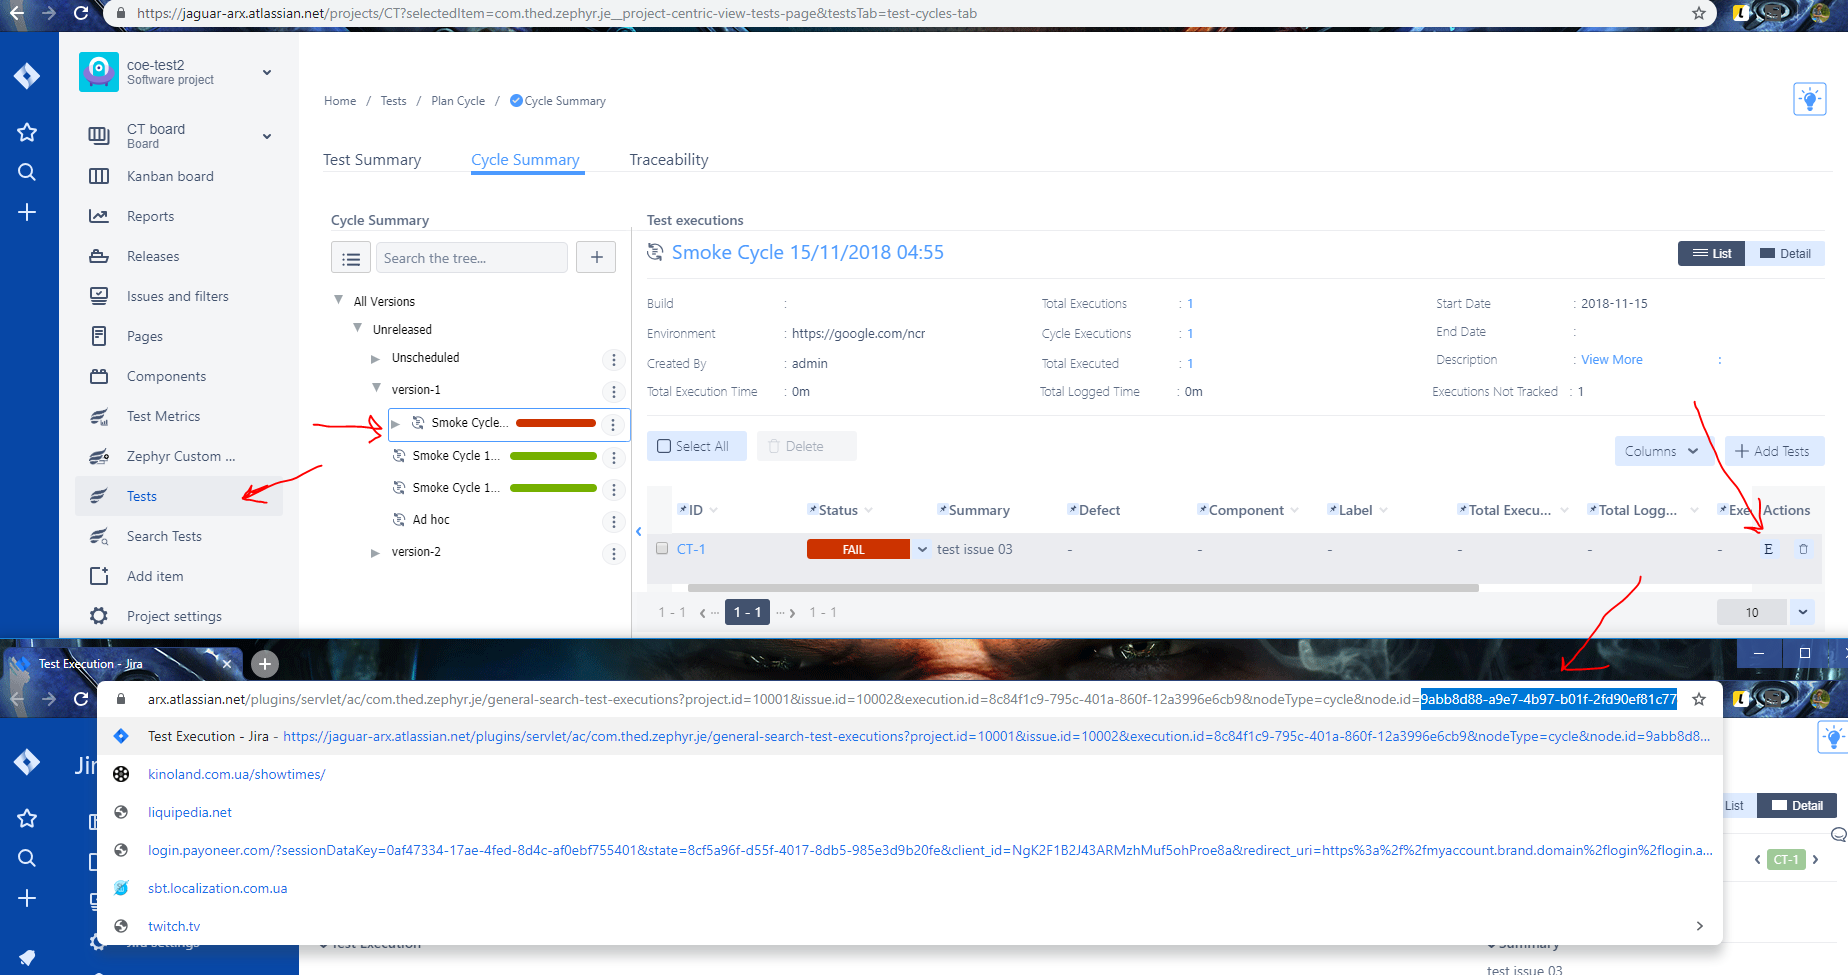 https://jaguar-arx.atlassian.net/projects/CT?selectedItem=com.thed.zephyr.je__project-centric-view-tests-page&testsTab=test-cycles-tab
coe-test2
Software project
CT board
Board
Kanban board
Reports
Releases
Issues and filters
Pages
Components
Test Metrics
Zephyr Custom ...
Tests
Search Tests
Add item
Project settings
Home / Tests / Plan Cycle / Cycle Summary
Test Summary Cycle Summary Traceability
Cycle Summary
Search the tree...
All Versions
Unreleased
Unscheduled
version-1
Smoke Cycle...
Smoke Cycle 1...
Smoke Cycle 1...
Ad hoc
version-2
Test executions
Smoke Cycle 15/11/2018 04:55
List Detail
Build :
Environment : https://google.com/ncr
Created By : admin
Total Execution Time : 0m
Total Executions : 1
Cycle Executions : 1
Total Executed : 1
Total Logged Time : 0m
Start Date : 2018-11-15
End Date :
Description : View More :
Executions Not Tracked : 1
Select All Delete Columns Add Tests
ID Status Summary Defect Component Label Total Execu... Total Logg... Exe Actions
CT-1 FAIL test issue 03 - - - - - - E
1 - 1 ‹ ... 1 - 1 ... › 1 - 1 10
Test Execution - Jira
arx.atlassian.net/plugins/servlet/ac/com.thed.zephyr.je/general-search-test-executions?project.id=10001&issue.id=10002&execution.id=8c84f1c9-795c-401a-860f-12a3996e6cb9&nodeType=cycle&node.id=9abb8d88-a9e7-4b97-b01f-2fd90ef81c77
Test Execution - Jira - https://jaguar-arx.atlassian.net/plugins/servlet/ac/com.thed.zephyr.je/general-search-test-executions?project.id=10001&issue.id=10002&execution.id=8c84f1c9-795c-401a-860f-12a3996e6cb9&nodeType=cycle&node.id=9abb8d8...
kinoland.com.ua/showtimes/
liquipedia.net
login.payoneer.com/?sessionDataKey=0af47334-17ae-4fed-8d4c-af0ebf755401&state=8cf5a96f-d55f-4017-8db5-985e3d9b20fe&client_id=NgK2F1B2J43ARMzhMuf5ohProe8a&redirect_uri=https%3a%2f%2fmyaccount.brand.domain%2flogin%2flogin.a...
sbt.localization.com.ua
twitch.tv
List Detail
CT-1
Jira settings
Test Execution
Summary
test issue 03